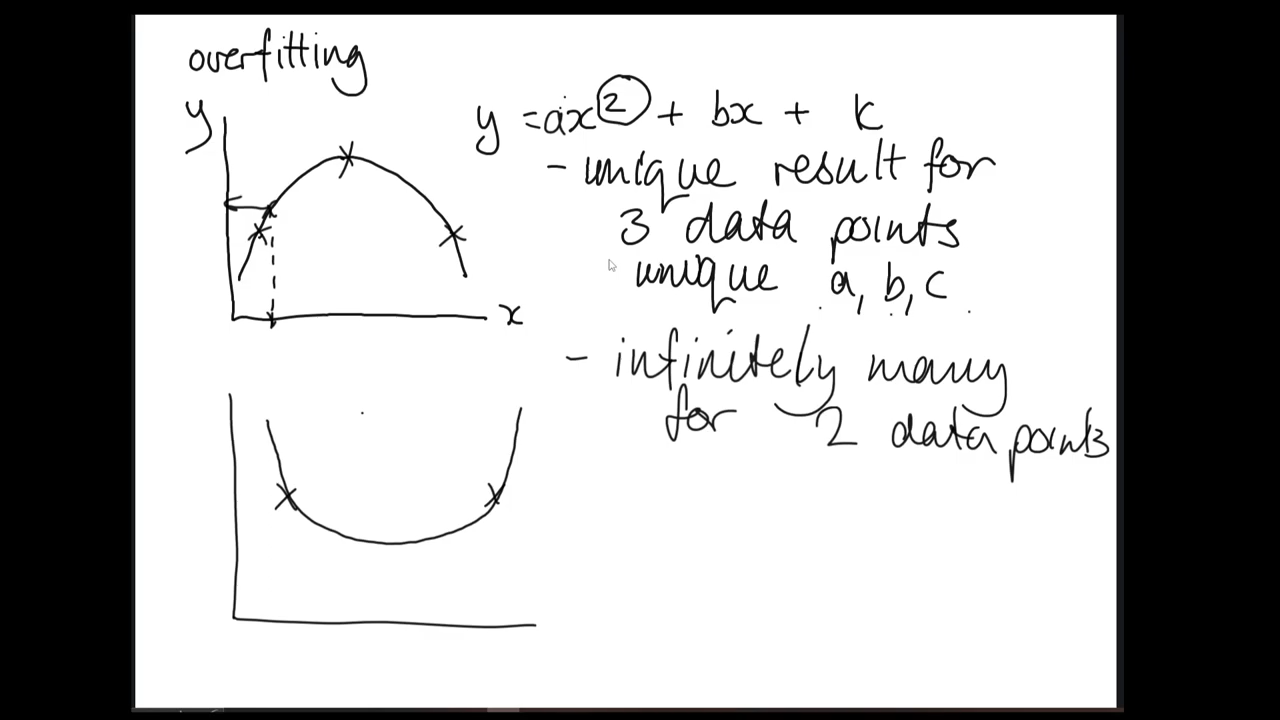 overfitting
y
y = ax² + bx + k
- unique result for
3 data points
unique a, b, c
x
- infinitely many
for 2 data points